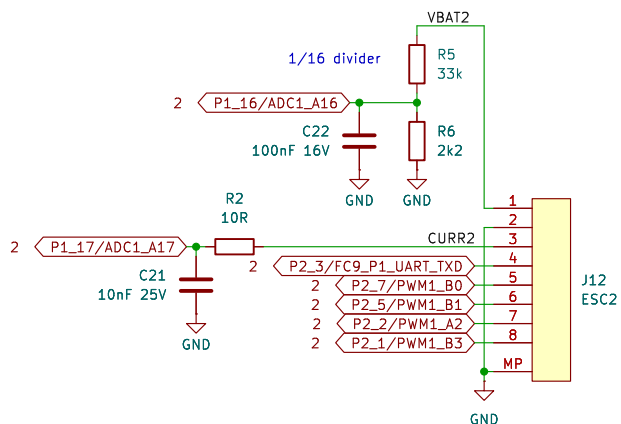 VBAT2
1/16 divider
R5
33k
2
P1_16/ADC1_A16
C22
100nF 16V
R6
2k2
GND
GND
R2
10R
1
2
2
P1_17/ADC1_A17
CURR2
3
C21
10nF 25V
2
P2_3/FC9_P1_UART_TXD
4
2
P2_7/PWM1_B0
5
J12
ESC2
2
P2_5/PWM1_B1
6
2
P2_2/PWM1_A2
7
GND
2
P2_1/PWM1_B3
8
MP
GND